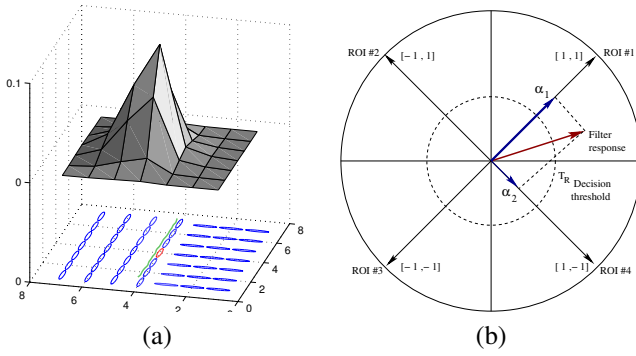 0.1
0
0
8
6
4
2
0
8
6
4
2
0
(a)
ROI #2
[- 1 , 1]
[ 1 , 1]
ROI #1
α1
Filter
response
α2
TR Decision
threshold
ROI #3
[- 1 , - 1]
[ 1 , - 1]
ROI #4
(b)